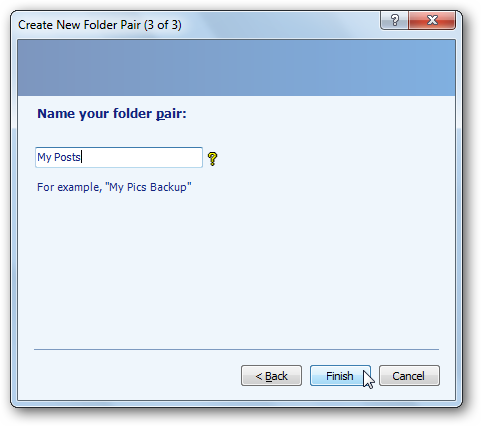 Create New Folder Pair (3 of 3)
Name your folder pair:
My Posts
For example, "My Pics Backup"
< Back Finish Cancel